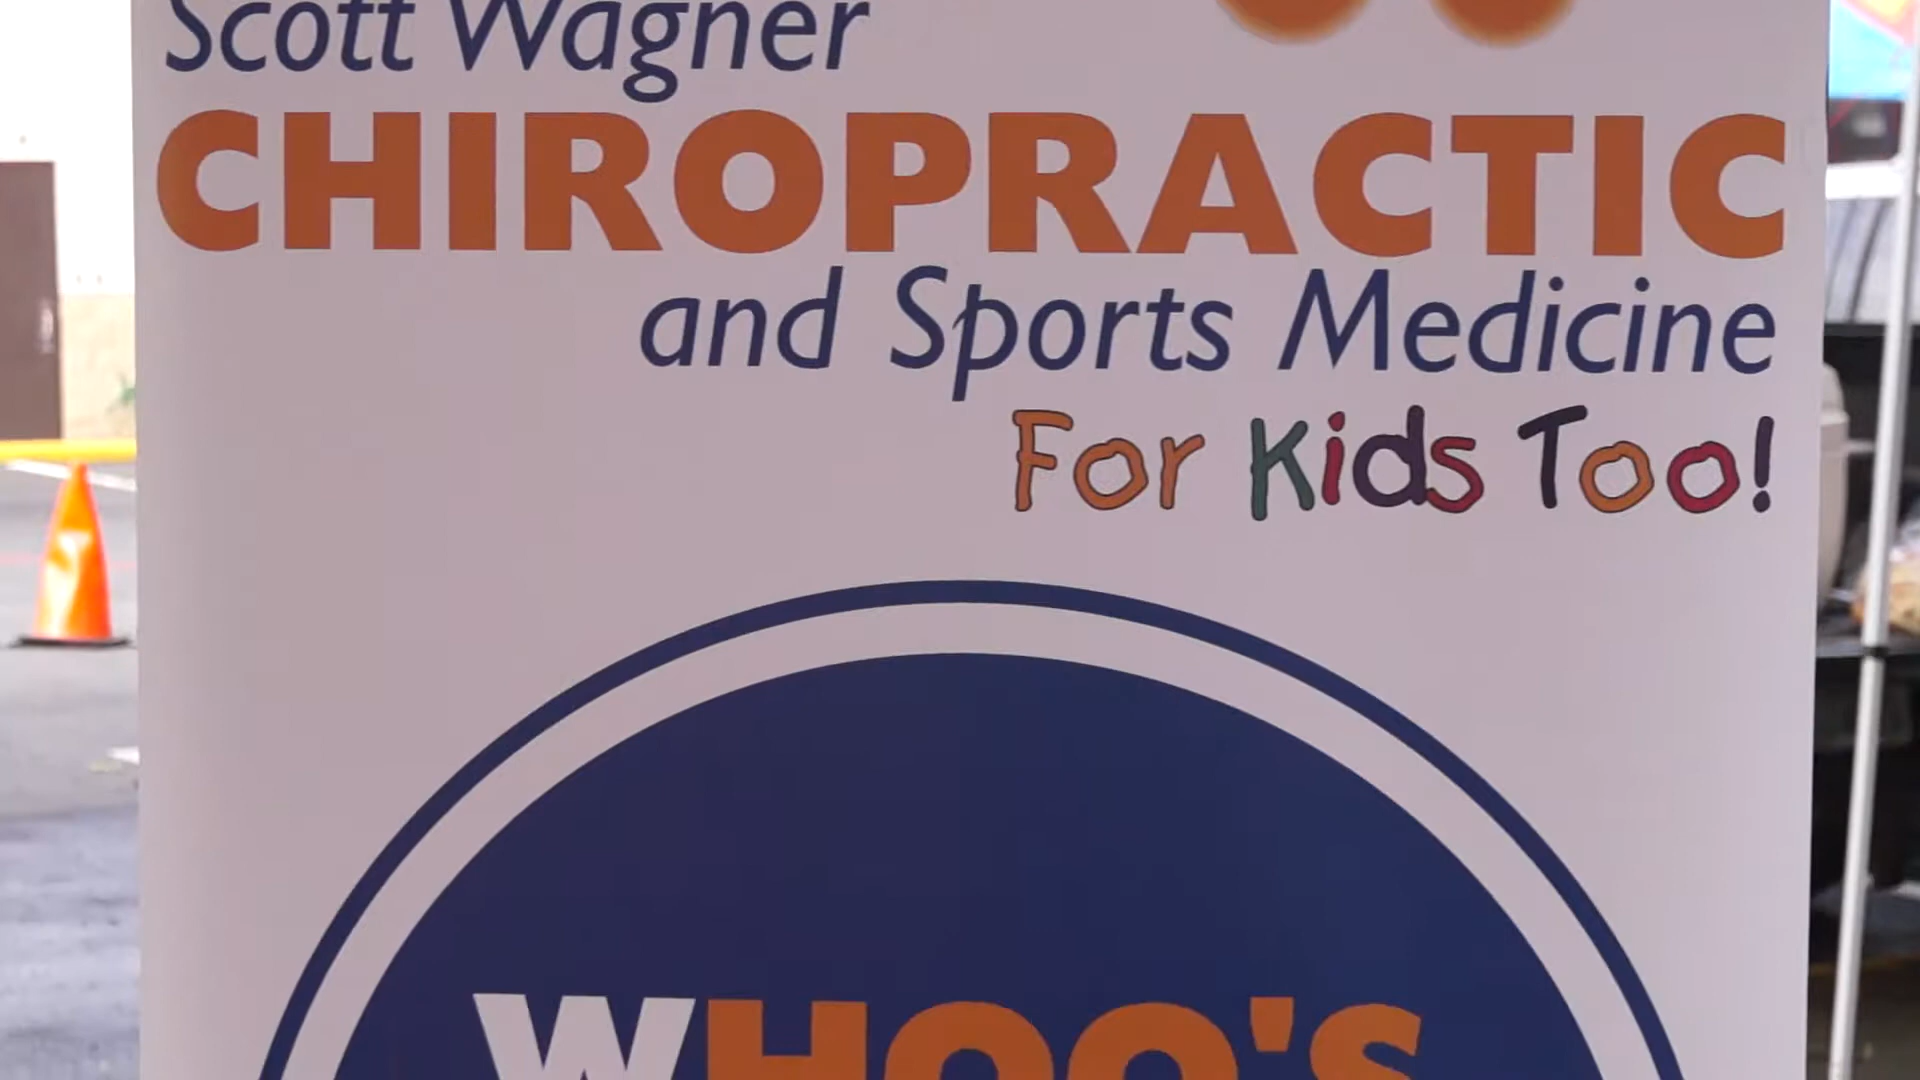 Scott Wagner
CHIROPRACTIC
and Sports Medicine
For Kids Too!
WHOO'S